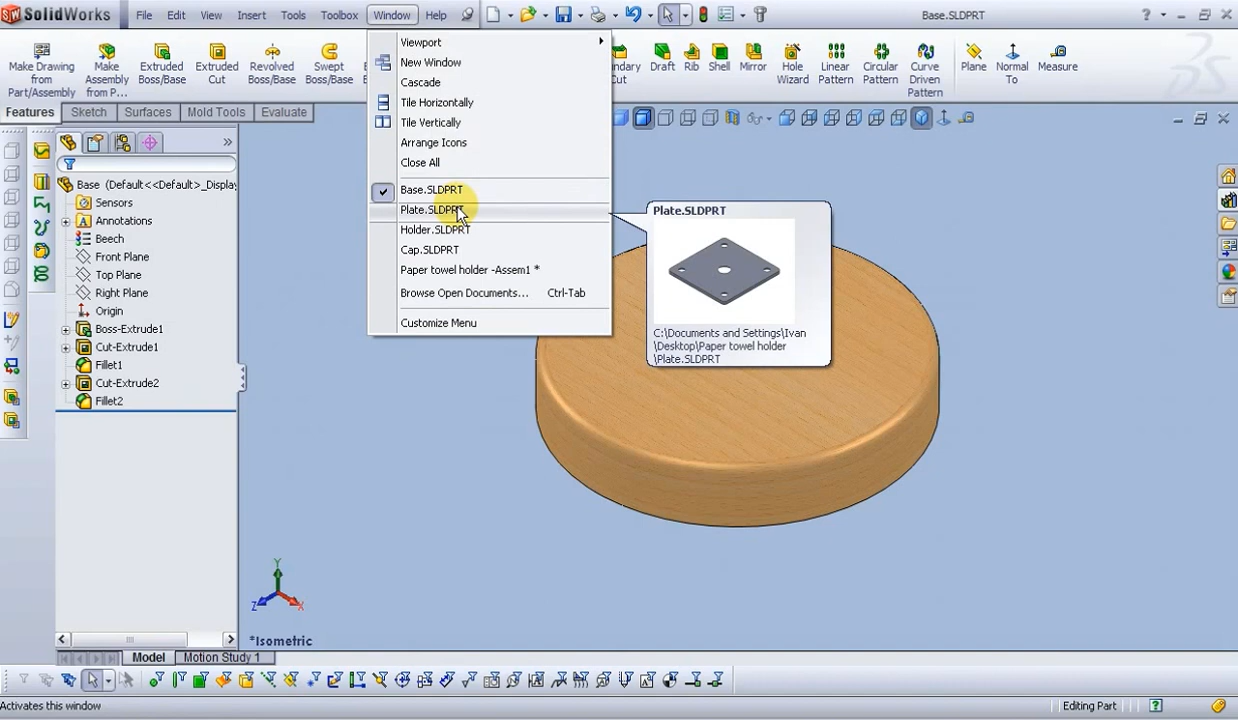 SolidWorks
File Edit View Insert Tools Toolbox Window Help
Base.SLDPRT
Make Drawing from Part/Assembly
Make Assembly from P...
Extruded Boss/Base
Extruded Cut
Revolved Boss/Base
Swept Boss/Base
Cut
Draft
Rib
Shell
Mirror
Hole Wizard
Linear Pattern
Circular Pattern
Curve Driven Pattern
Plane
Normal To
Measure
Features Sketch Surfaces Mold Tools Evaluate
Viewport
New Window
Cascade
Tile Horizontally
Tile Vertically
Arrange Icons
Close All
Base.SLDPRT
Plate.SLDPRT
Holder.SLDPRT
Cap.SLDPRT
Paper towel holder -Assem1 *
Browse Open Documents... Ctrl-Tab
Customize Menu
Plate.SLDPRT
C:\Documents and Settings\Ivan
\Desktop\Paper towel holder
\Plate.SLDPRT
Base (Default<<Default>_Display
Sensors
Annotations
Beech
Front Plane
Top Plane
Right Plane
Origin
Boss-Extrude1
Cut-Extrude1
Fillet1
Cut-Extrude2
Fillet2
Y
Z
X
*Isometric
Model Motion Study 1
Activates this window
Editing Part